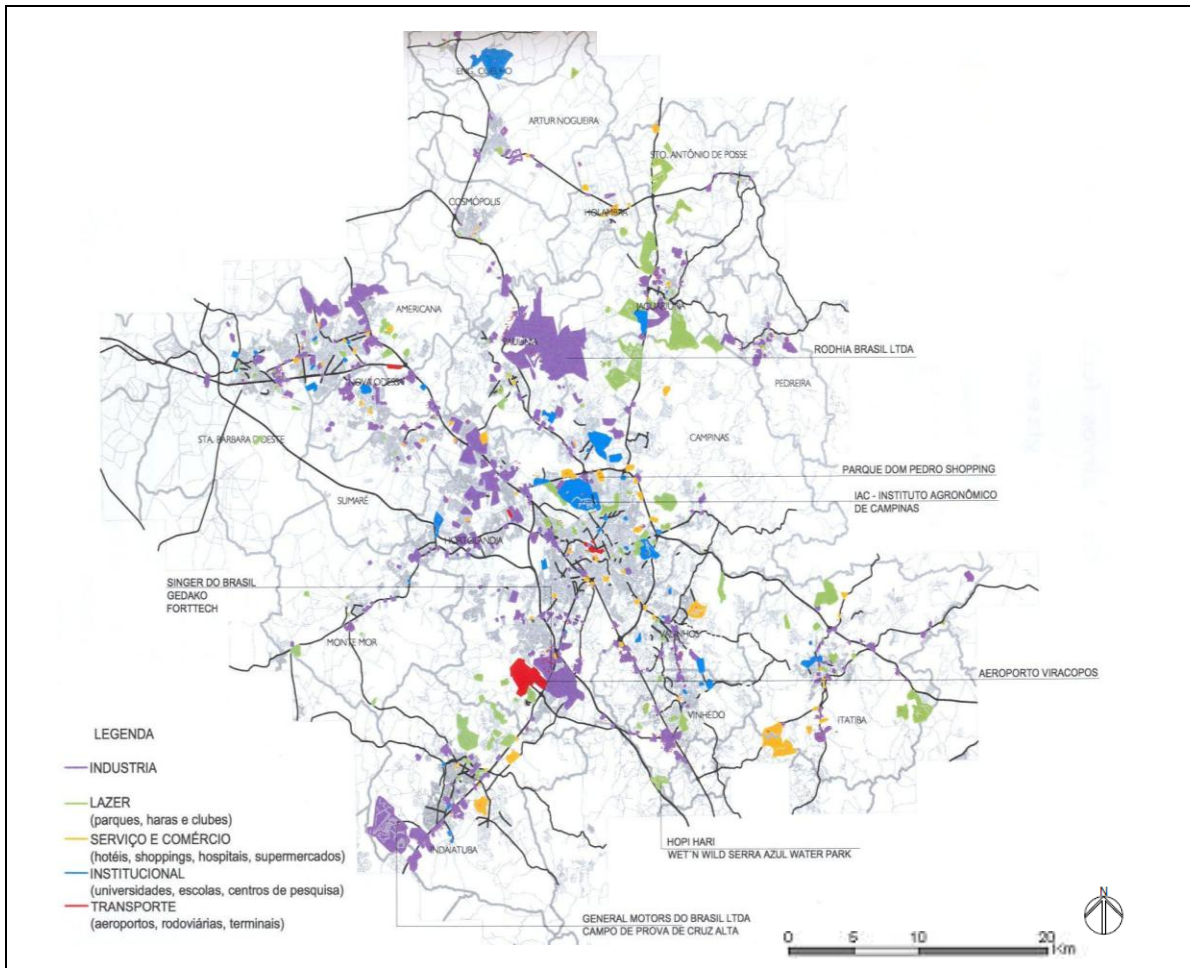 ENG. COELHO
ARTUR NOGUEIRA
STO. ANTÔNIO DE POSSE
COSMÓPOLIS
HOLAMBRA
AMERICANA
JAGUARIÚNA
PAULÍNIA
RODHIA BRASIL LTDA
NOVA ODESSA
PEDREIRA
STA. BÁRBARA D'OESTE
CAMPINAS
PARQUE DOM PEDRO SHOPPING
IAC - INSTITUTO AGRONÔMICO
DE CAMPINAS
SUMARÉ
HORTOLÂNDIA
SINGER DO BRASIL
GEDAKO
FORTTECH
MONTE MOR
VALINHOS
AEROPORTO VIRACOPOS
VINHEDO
ITATIBA
LEGENDA
INDUSTRIA
LAZER
(parques, haras e clubes)
SERVIÇO E COMÉRCIO
(hotéis, shoppings, hospitais, supermercados)
INSTITUCIONAL
(universidades, escolas, centros de pesquisa)
TRANSPORTE
(aeroportos, rodoviárias, terminais)
INDAIATUBA
HOPI HARI
WET´N WILD SERRA AZUL WATER PARK
GENERAL MOTORS DO BRASIL LTDA
CAMPO DE PROVA DE CRUZ ALTA
N
0 5 10 20
Km